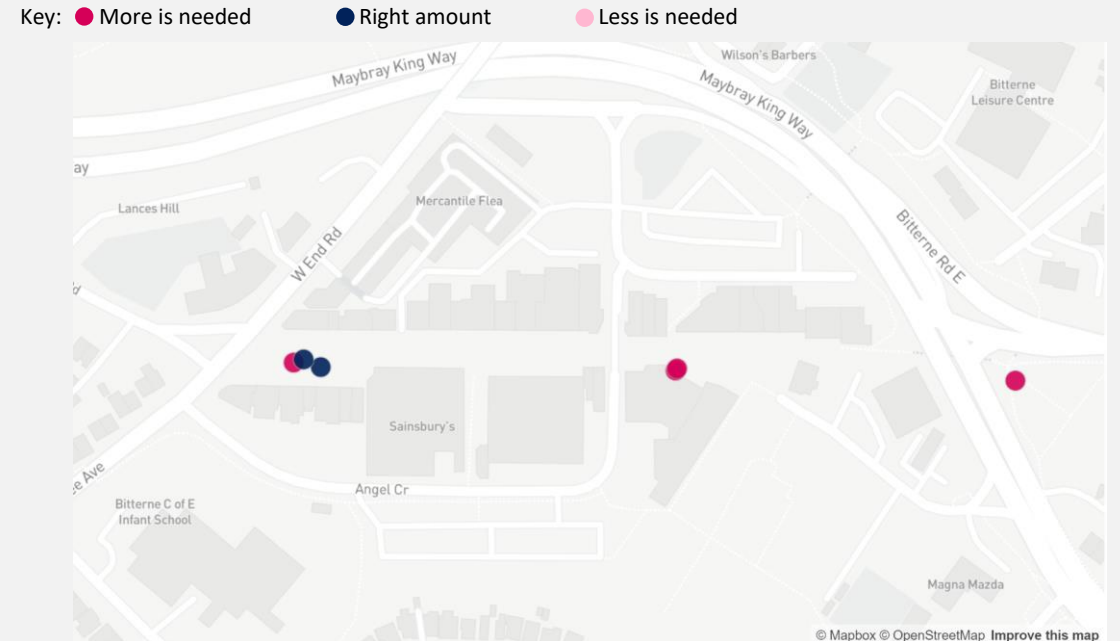 Key: More is needed Right amount Less is needed
Maybray King Way
Wilson's Barbers
Maybray King Way
Bitterne
Leisure Centre
ay
Mercantile Flea
Lances Hill
W End Rd
Bitterne Rd E
Sainsbury's
ee Ave
Angel Cr
Bitterne C of E
Infant School
Magna Mazda
© Mapbox © OpenStreetMap Improve this map